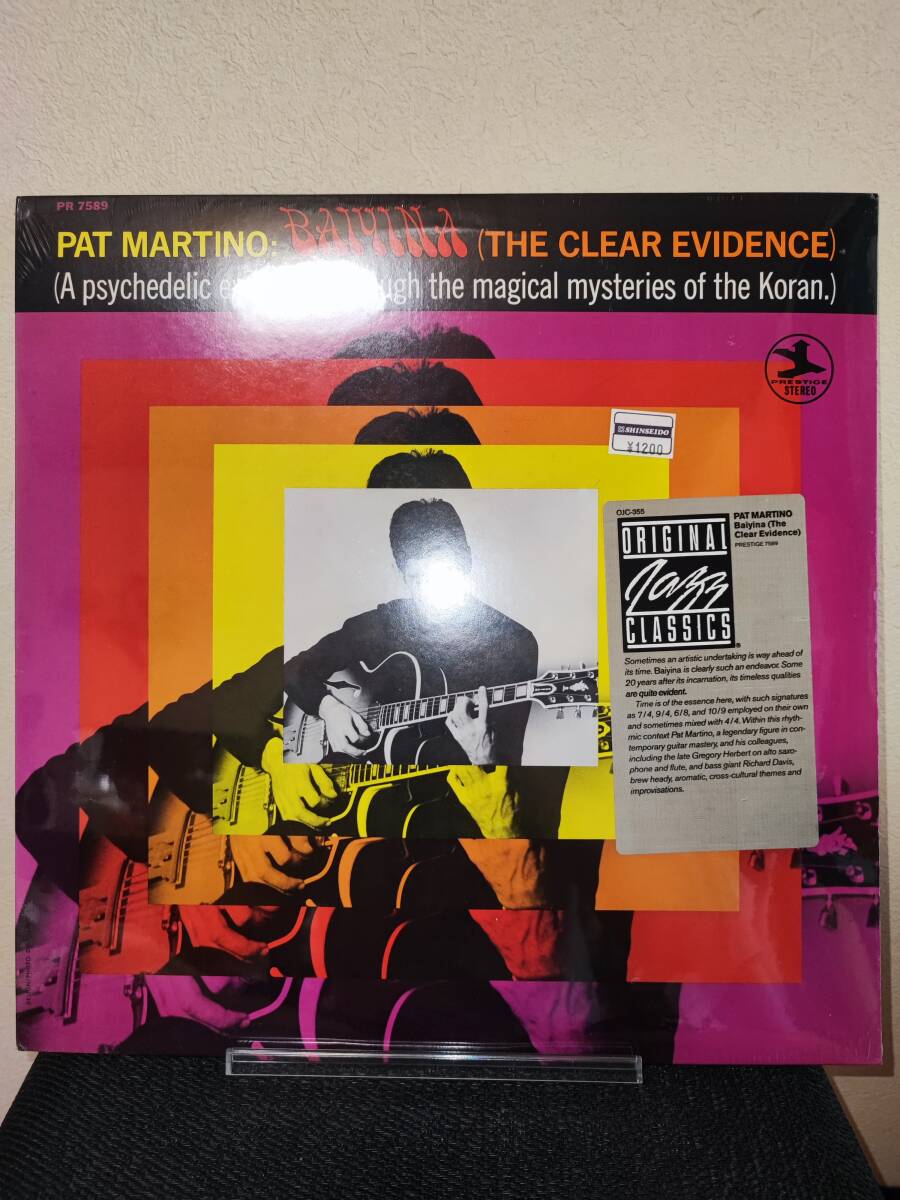 PR 7589
PAT MARTINO: BAIYINA (THE CLEAR EVIDENCE)
(A psychedelic the magical mysteries of the Koran.)
PRESTIGE
STEREO
SHINSEIDO
¥1200
OJC-355
ORIGINAL
Jazz
CLASSICS®
PAT MARTINO
Baiyina (The
Clear Evidence)
PRESTIGE 7589
Sometimes an artistic undertaking is way ahead of
its time. Baiyina is clearly such an endeavor. Some
20 years after its incarnation, its timeless qualities
are quite evident.
Time is of the essence here, with such signatures
as 7/4, 9/4, 6/8, and 10/9 employed on their own
and sometimes mixed with 4/4. Within this rhyth-
mic context Pat Martino, a legendary figure in con-
temporary guitar mastery, and his colleagues,
including the late Gregory Herbert on alto saxo-
phone and flute, and bass giant Richard Davis,
brew heady, aromatic, cross-cultural themes and
improvisations.